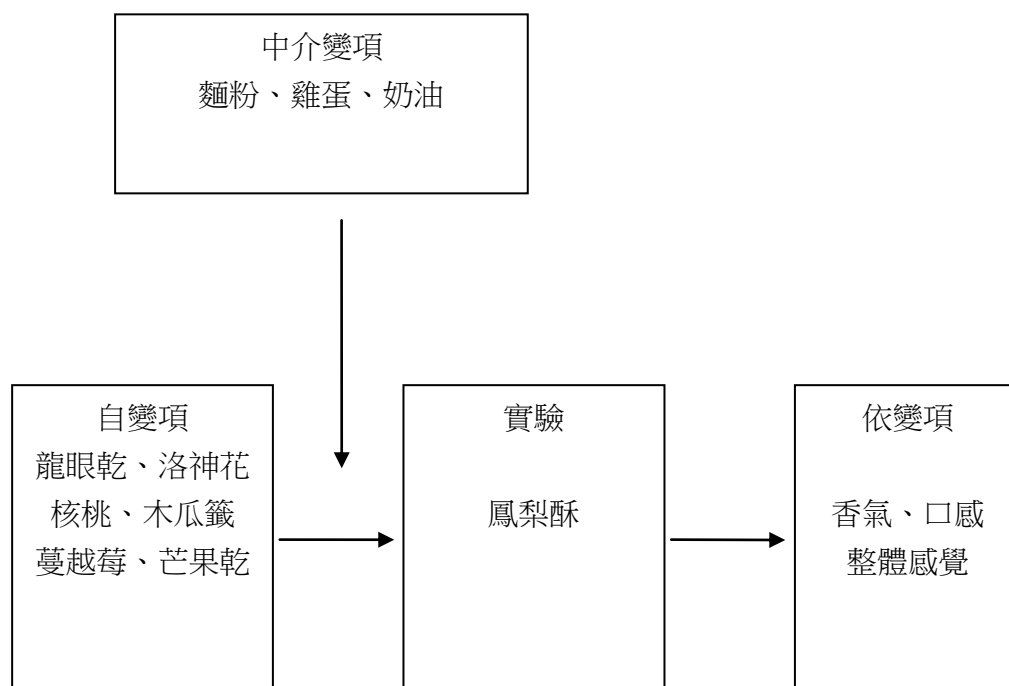 中介變項
麵粉、雞蛋、奶油
自變項
龍眼乾、洛神花
核桃、木瓜籤
蔓越莓、芒果乾
實驗
鳳梨酥
依變項
香氣、口感
整體感覺